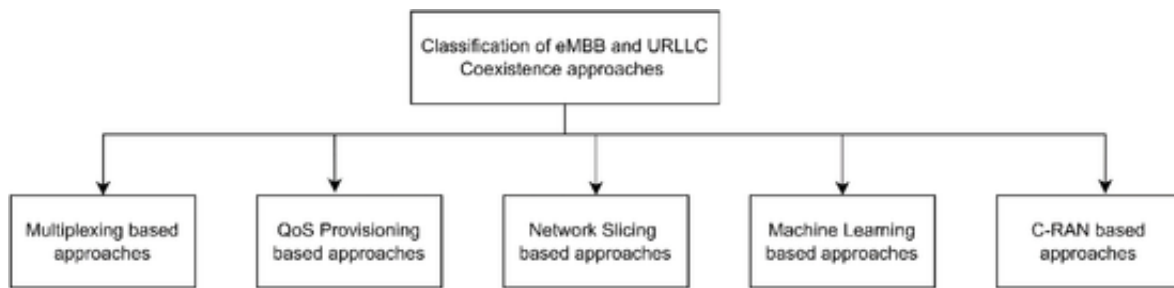 Classification of eMBB and URLLC
Coexistence approaches
Multiplexing based
approaches
QoS Provisioning
based approaches
Network Slicing
based approaches
Machine Learning
based approaches
C-RAN based
approaches